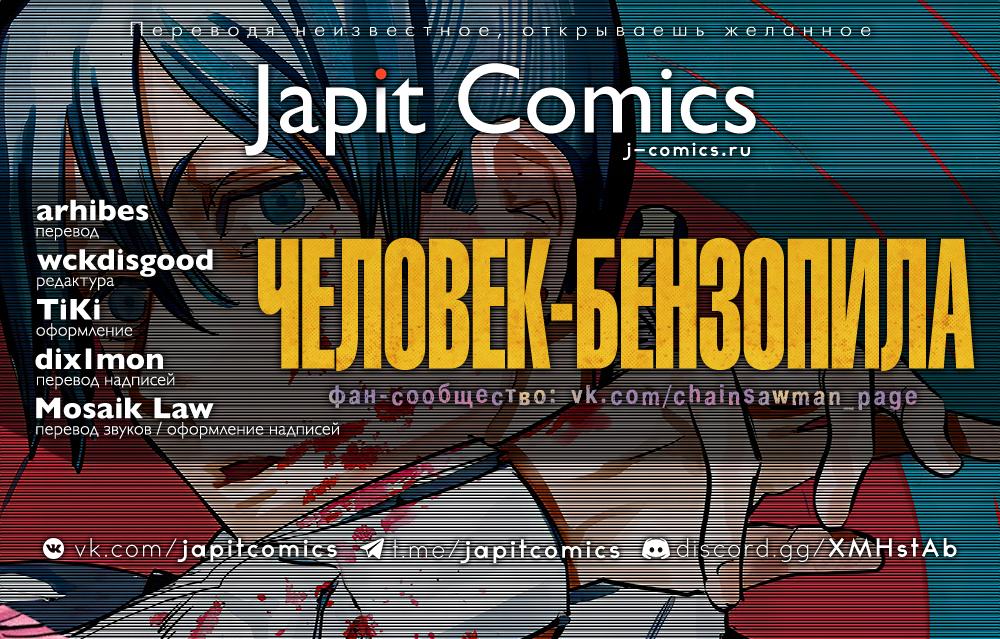 Переводя неизвестное, открываешь желанное
Japit Comics
j-comics.ru
arhibes
перевод
wckdisgood
редактура
TiKi
оформление
dix1mon
перевод надписей
Mosaik Law
перевод звуков / оформление надписей
ЧЕЛОВЕК-БЕНЗОПИЛА
фан-сообщество: vk.com/chainsawman_page
vk.com/japitcomics t.me/japitcomics discord.gg/XMHstAb